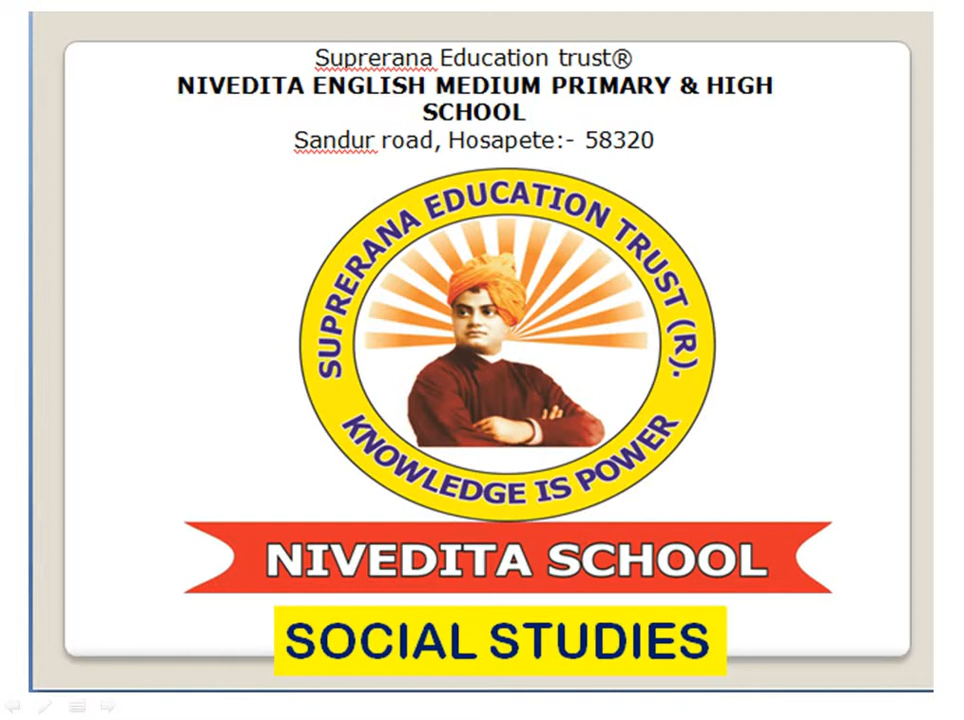 Suprerana Education trust®
NIVEDITA ENGLISH MEDIUM PRIMARY & HIGH
SCHOOL
Sandur road, Hosapete:- 58320
SUPRERANA EDUCATION TRUST (R).
KNOWLEDGE IS POWER
NIVEDITA SCHOOL
SOCIAL STUDIES